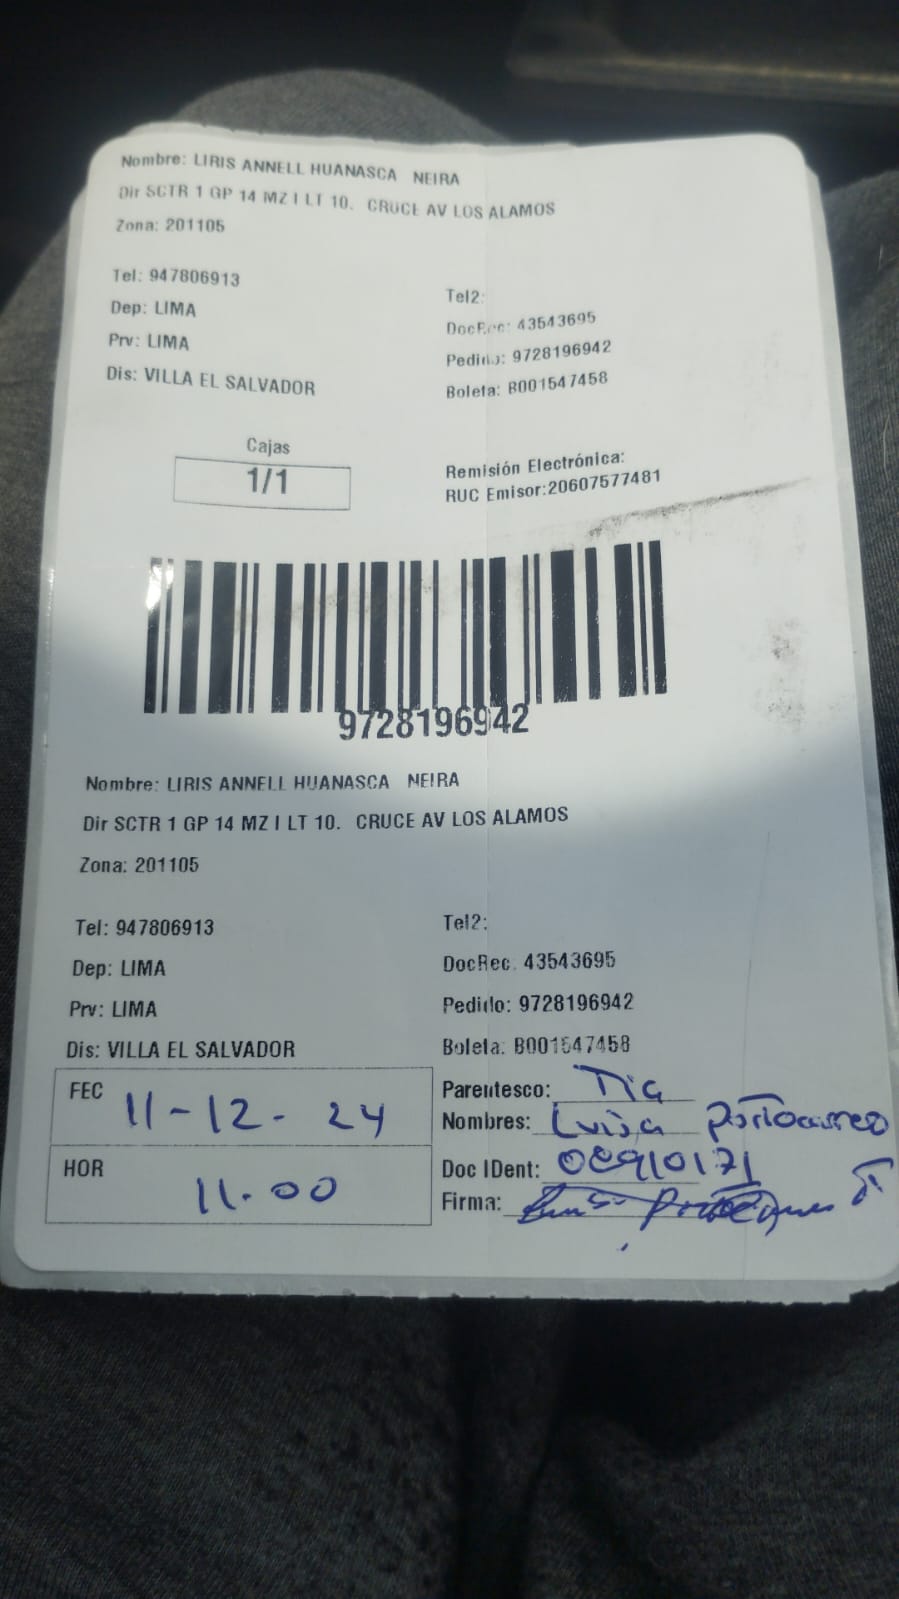 Nombre: LIRIS ANNELL HUANASCA NEIRA
Dir SCTR 1 GP 14 MZ I LT 10. CRUCE AV LOS ALAMOS
Zona: 201105
Tel: 947806913
Tel2:
Dep: LIMA
DocRec: 43543695
Prv: LIMA
Pedido: 9728196942
Dis: VILLA EL SALVADOR
Boleta: B001547458
Cajas
1/1
Remisión Electrónica:
RUC Emisor:20607577481
9728196942
Nombre: LIRIS ANNELL HUANASCA NEIRA
Dir SCTR 1 GP 14 MZ I LT 10. CRUCE AV LOS ALAMOS
Zona: 201105
Tel: 947806913
Tel2:
Dep: LIMA
DocRec. 43543695
Prv: LIMA
Pedido: 9728196942
Dis: VILLA EL SALVADOR
Boleta: B001547458
FEC 11-12-24
Parentesco: Tia
Nombres: Luisa Portocarrero
HOR 11.00
Doc IDent: 08910171
Firma: